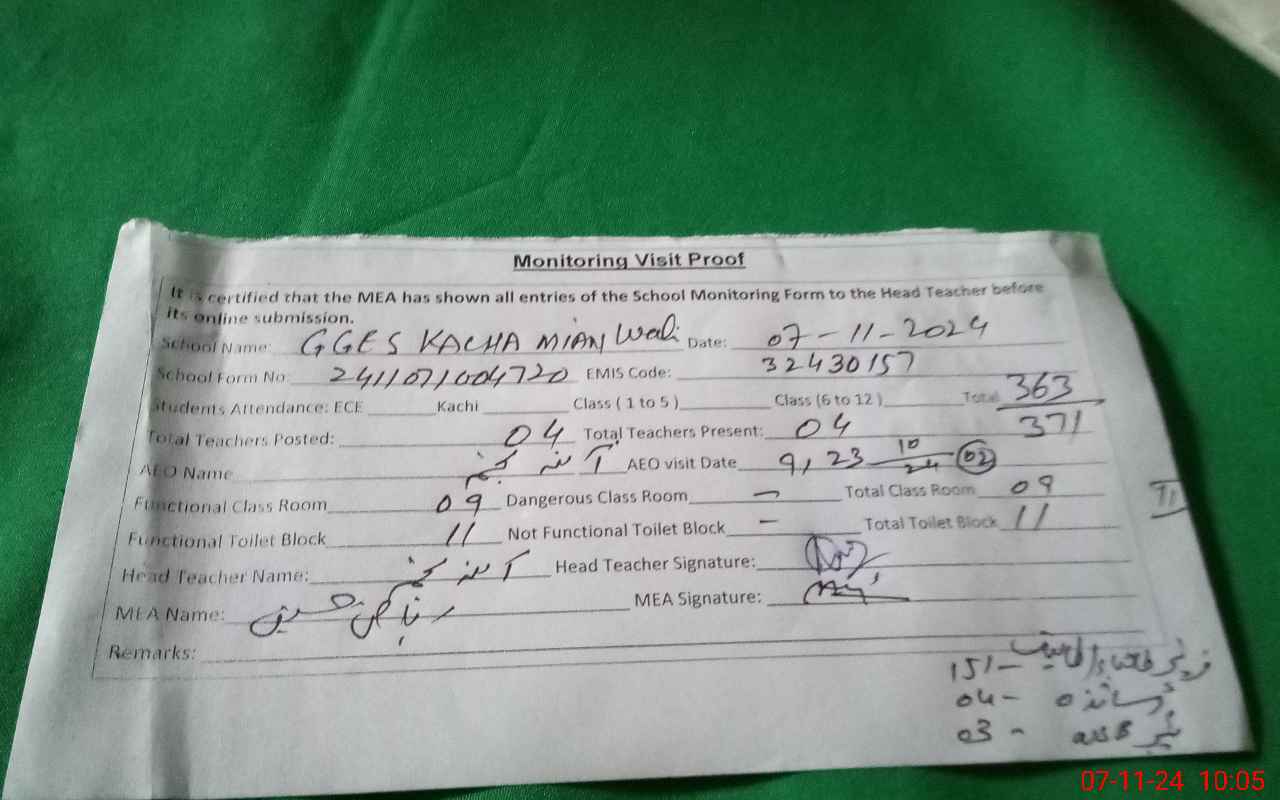 Monitoring Visit Proof
It is certified that the MEA has shown all entries of the School Monitoring Form to the Head Teacher before
its online submission.
School Name: GGES KACHA MIAN Wali Date: 07-11-2024
School Form No: 2411071004720 EMIS Code: 32430157
Students Attendance: ECE Kachi Class ( 1 to 5 ) Class (6 to 12 ) Total 363
371
Total Teachers Posted: 04 Total Teachers Present: 04
AEO Name آمنہ نجم AEO visit Date 9, 23 10/24 02
Functional Class Room 09 Dangerous Class Room – Total Class Room 09
11
Functional Toilet Block 11 Not Functional Toilet Block – Total Toilet Block 11
Head Teacher Name: آمنہ نجم Head Teacher Signature:
MEA Name: ریاض حسین MEA Signature:
Remarks:
151 -
04 - اساتذہ
03 -
07-11-24 10:05